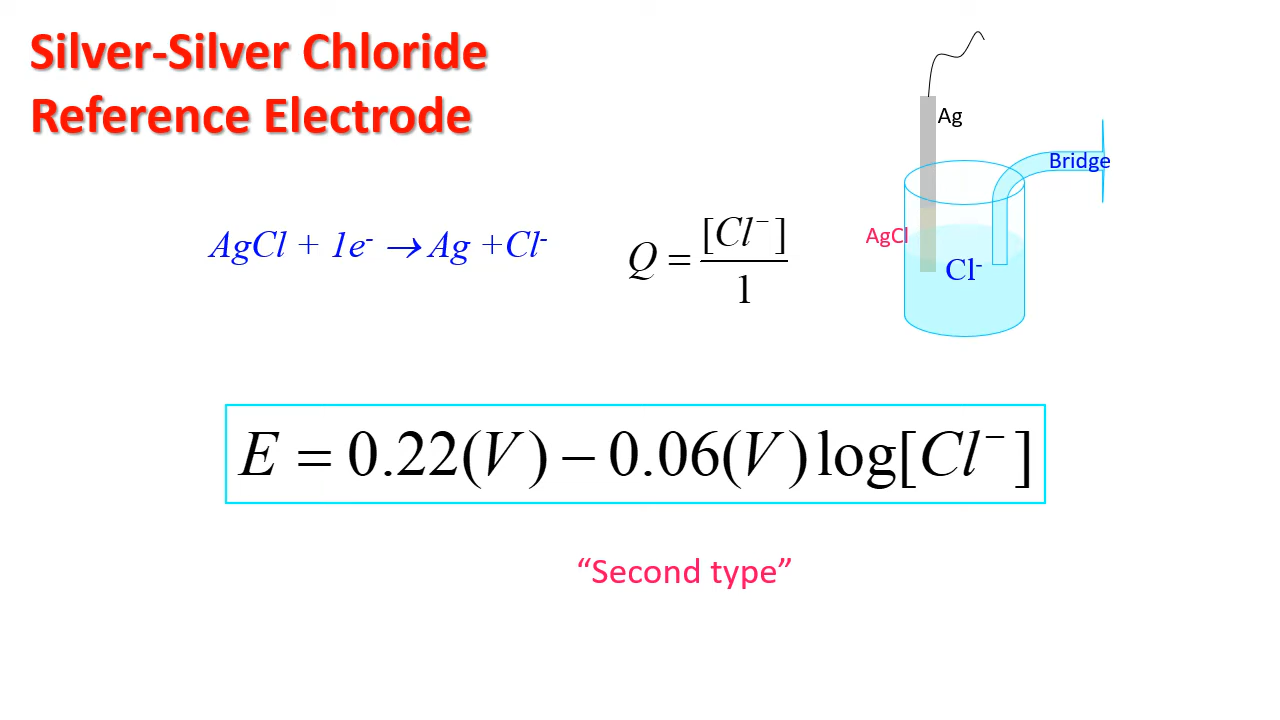 Silver-Silver Chloride
Reference Electrode
Ag
Bridge
AgCl + 1e⁻ → Ag +Cl⁻
Q = [Cl⁻] / 1
AgCl
Cl⁻
E = 0.22(V) − 0.06(V) log[Cl⁻]
“Second type”